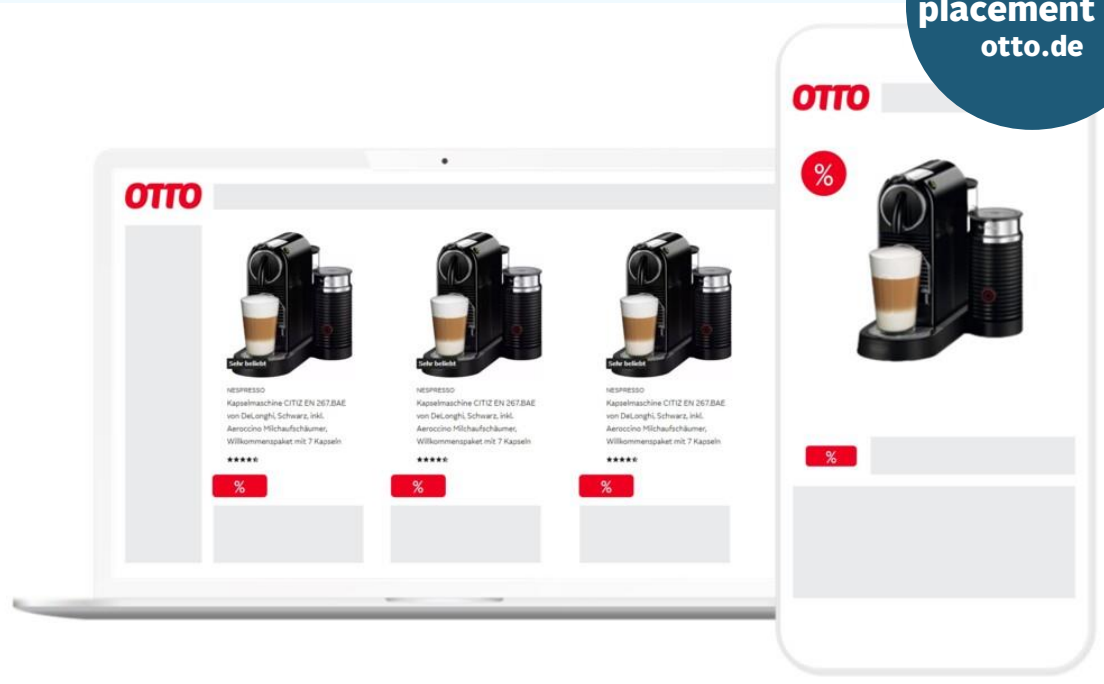 placement
otto.de
OTTO
Sehr beliebt
NESPRESSO
Kapselmaschine CITIZ EN 267.BAE
von DeLonghi, Schwarz, inkl.
Aeroccino Milchaufschäumer,
Willkommenspaket mit 7 Kapseln
%
Sehr beliebt
NESPRESSO
Kapselmaschine CITIZ EN 267.BAE
von DeLonghi, Schwarz, inkl.
Aeroccino Milchaufschäumer,
Willkommenspaket mit 7 Kapseln
%
Sehr beliebt
NESPRESSO
Kapselmaschine CITIZ EN 267.BAE
von DeLonghi, Schwarz, inkl.
Aeroccino Milchaufschäumer,
Willkommenspaket mit 7 Kapseln
%
OTTO
%
%